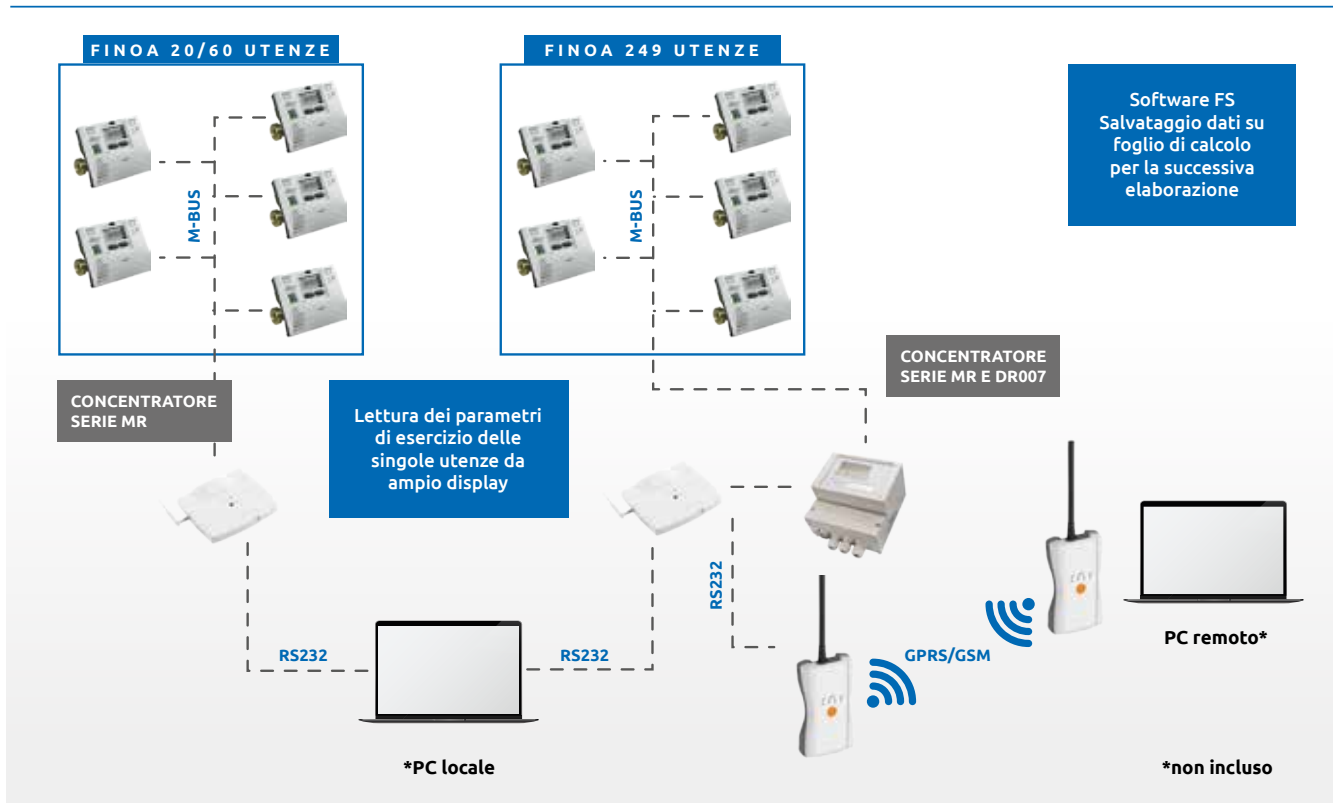 FINOA 20/60 UTENZE
FINOA 249 UTENZE
Software FS
Salvataggio dati su
foglio di calcolo
per la successiva
elaborazione
M-BUS
M-BUS
CONCENTRATORE
SERIE MR
Lettura dei parametri
di esercizio delle
singole utenze da
ampio display
CONCENTRATORE
SERIE MR E DR007
RS232
RS232
RS232
GPRS/GSM
PC remoto*
*PC locale
*non incluso